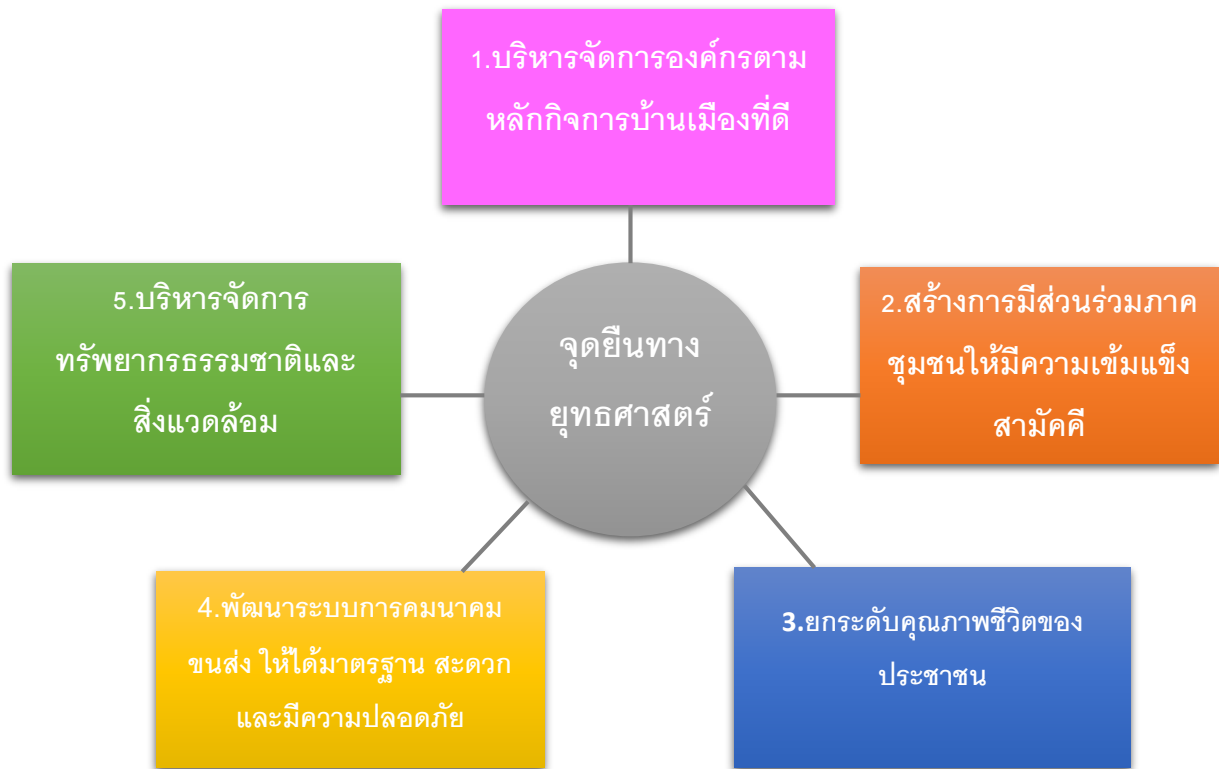 1.บริหารจัดการองค์กรตาม
หลักกิจการบ้านเมืองที่ดี
5.บริหารจัดการ
ทรัพยากรธรรมชาติและ
สิ่งแวดล้อม
จุดยืนทาง
ยุทธศาสตร์
2.สร้างการมีส่วนร่วมภาค
ชุมชนให้มีความเข้มแข็ง
สามัคคี
4.พัฒนาระบบการคมนาคม
ขนส่ง ให้ได้มาตรฐาน สะดวก
และมีความปลอดภัย
3.ยกระดับคุณภาพชีวิตของ
ประชาชน